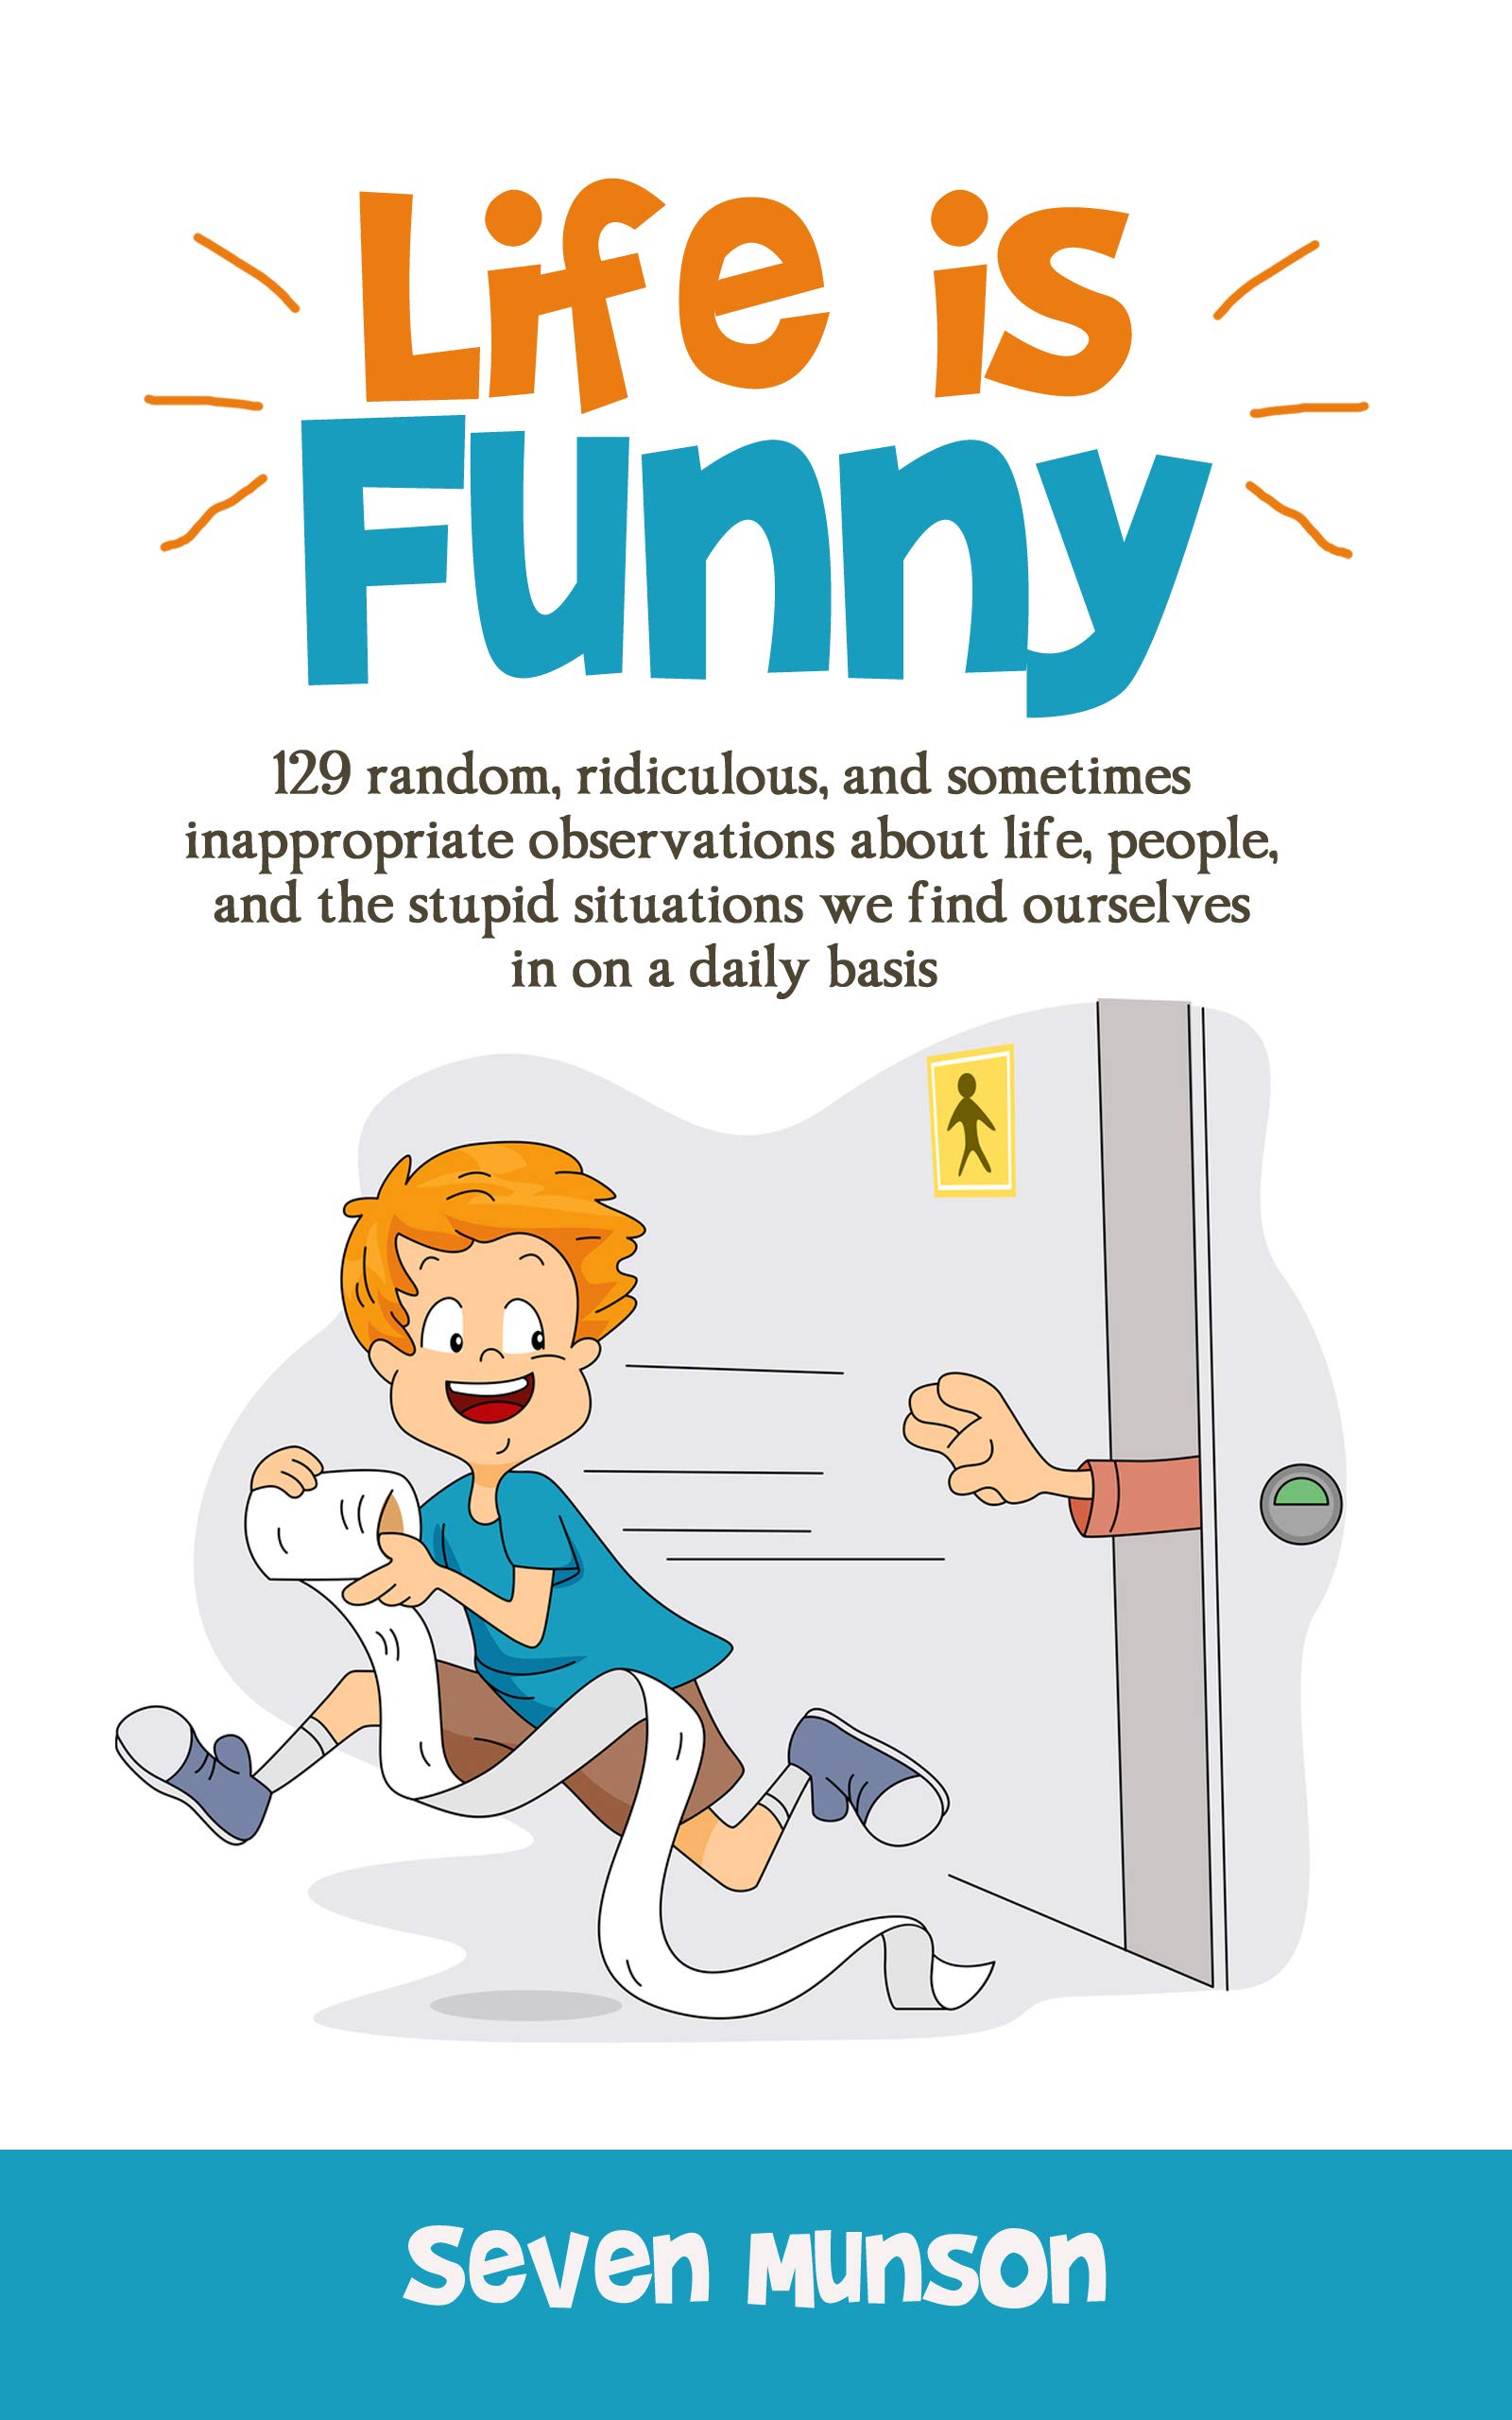 Life is
Funny
129 random, ridiculous, and sometimes
inappropriate observations about life, people,
and the stupid situations we find ourselves
in on a daily basis
Seven Munson